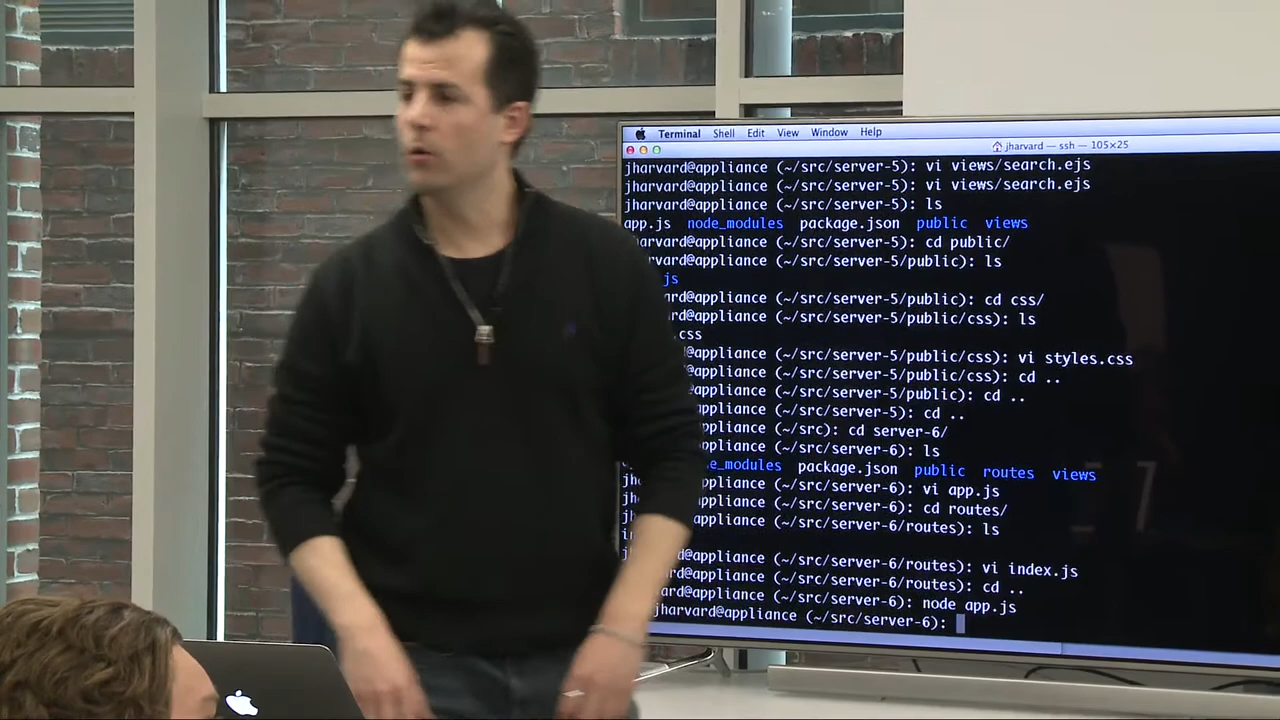 Terminal Shell Edit View Window Help
jharvard — ssh — 105×25
jharvard@appliance (~/src/server-5): vi views/search.ejs
jharvard@appliance (~/src/server-5): vi views/search.ejs
jharvard@appliance (~/src/server-5): ls
app.js node_modules package.json public views
harvard@appliance (~/src/server-5): cd public/
arvard@appliance (~/src/server-5/public): ls
js
vard@appliance (~/src/server-5/public): cd css/
@appliance (~/src/server-5/public/css): ls
.css
@appliance (~/src/server-5/public/css): vi styles.css
@appliance (~/src/server-5/public/css): cd ..
appliance (~/src/server-5/public): cd ..
appliance (~/src/server-5): cd ..
appliance (~/src): cd server-6/
appliance (~/src/server-6): ls
e_modules package.json public routes views
jh appliance (~/src/server-6): vi app.js
jh appliance (~/src/server-6): cd routes/
jh appliance (~/src/server-6/routes): ls
i
j d@appliance (~/src/server-6/routes): vi index.js
jh d@appliance (~/src/server-6/routes): cd ..
jh rd@appliance (~/src/server-6): node app.js
jharvard@appliance (~/src/server-6):